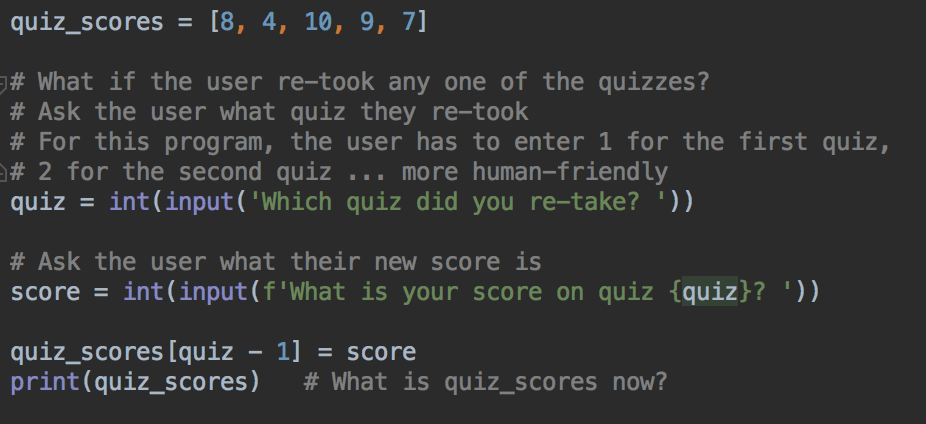 quiz_scores = [8, 4, 10, 9, 7]
# What if the user re-took any one of the quizzes?
# Ask the user what quiz they re-took
# For this program, the user has to enter 1 for the first quiz,
# 2 for the second quiz ... more human-friendly
quiz = int(input('Which quiz did you re-take? '))
# Ask the user what their new score is
score = int(input(f'What is your score on quiz {quiz}? '))
quiz_scores[quiz - 1] = score
print(quiz_scores)   # What is quiz_scores now?